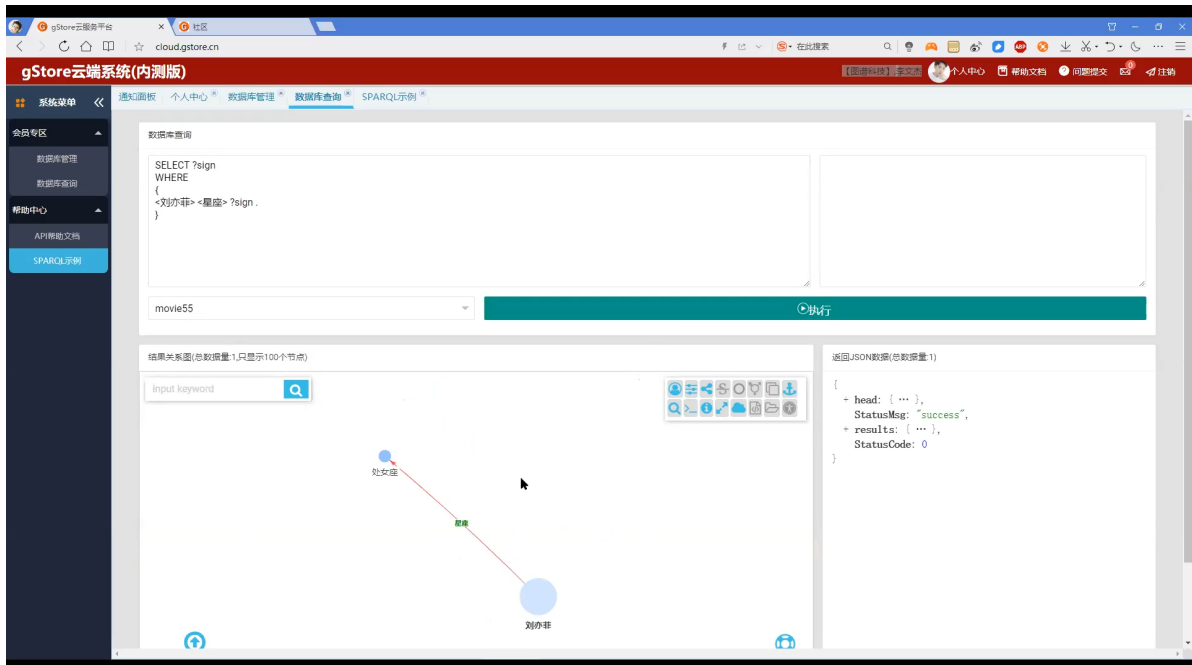 gStore云服务平台
社区
cloud.gstore.cn
在此搜索
gStore云端系统(内测版)
【图谱科技】李文杰
个人中心
帮助文档
问题提交
0
注销
系统菜单
通知面板
个人中心
数据库管理
数据库查询
SPARQL示例
会员专区
数据库管理
数据库查询
帮助中心
API帮助文档
SPARQL示例
数据库查询
SELECT ?sign
WHERE
{
<刘亦菲> <星座> ?sign .
}
movie55
执行
结果关系图(总数据量:1,只显示100个节点)
input keyword
处女座
星座
刘亦菲
返回JSON数据(总数据量:1)
{
+ head: { ... },
StatusMsg: "success",
+ results: { ... },
StatusCode: 0
}